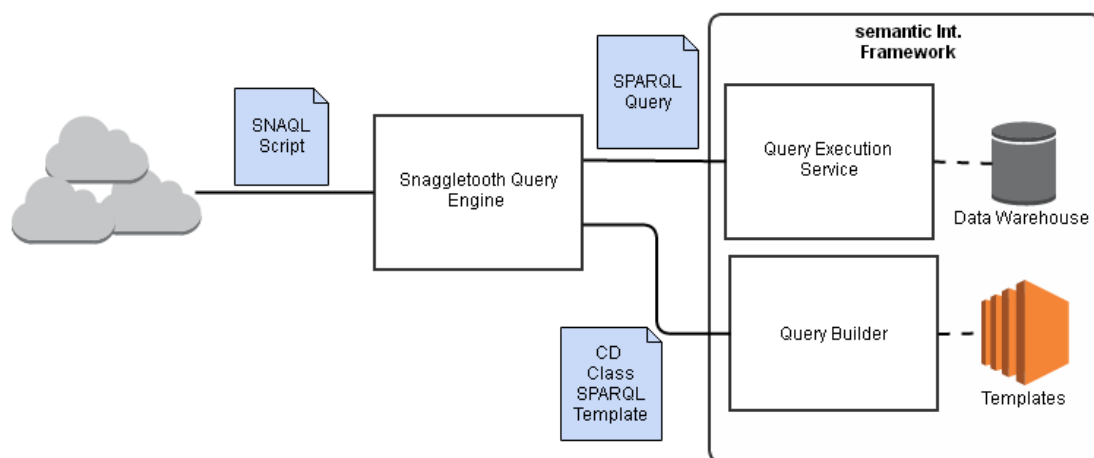 semantic Int.
Framework
SPARQL
Query
SNAQL
Script
Query Execution
Service
Snaggletooth Query
Engine
Data Warehouse
Query Builder
CD
Class
SPARQL
Template
Templates